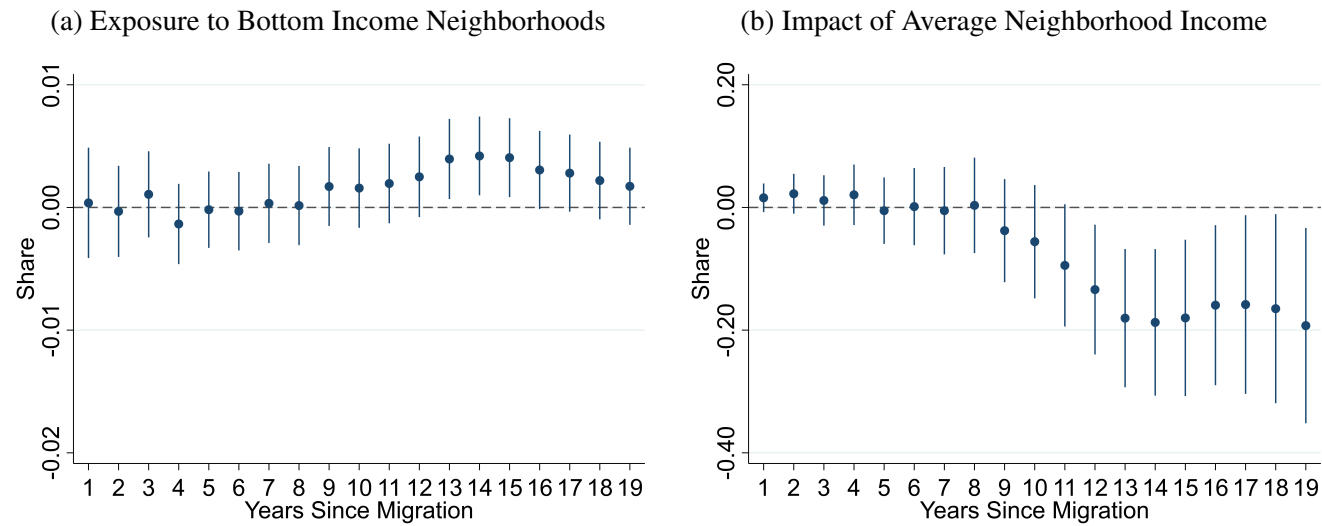 (a) Exposure to Bottom Income Neighborhoods
0.01
0.00
-0.01
-0.02
Share
1 2 3 4 5 6 7 8 9 10 11 12 13 14 15 16 17 18 19
Years Since Migration
(b) Impact of Average Neighborhood Income
0.20
0.00
-0.20
-0.40
Share
1 2 3 4 5 6 7 8 9 10 11 12 13 14 15 16 17 18 19
Years Since Migration